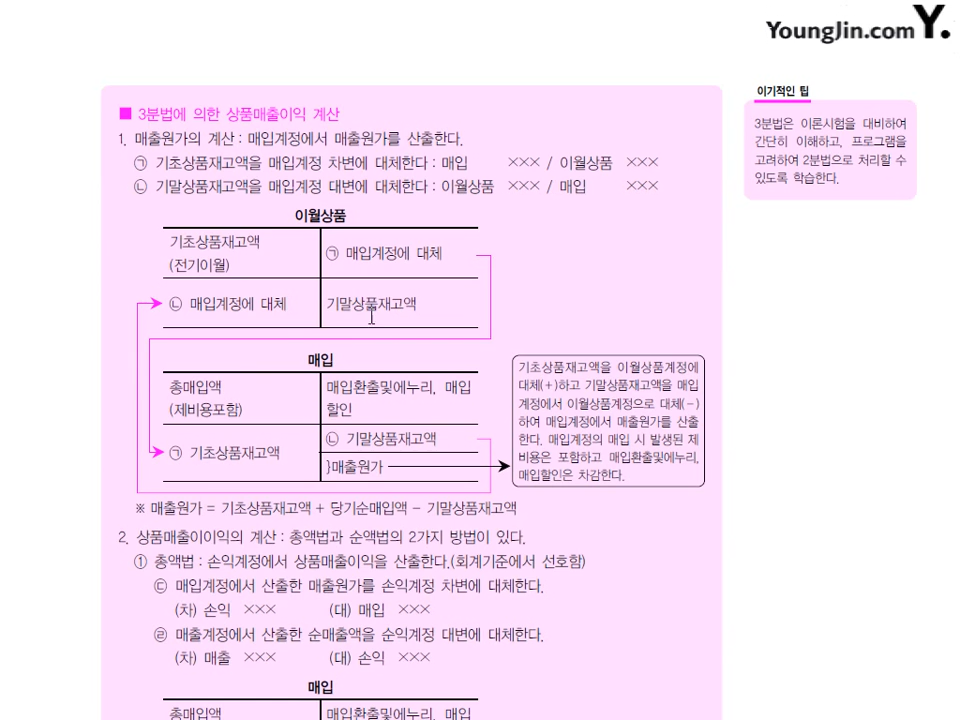 YoungJin.com Y.
이기적인 팁
3분법은 이론시험을 대비하여
간단히 이해하고, 프로그램을
고려하여 2분법으로 처리할 수
있도록 학습한다.
■ 3분법에 의한 상품매출이익 계산
1. 매출원가의 계산 : 매입계정에서 매출원가를 산출한다.
㉠ 기초상품재고액을 매입계정 차변에 대체한다 : 매입 ××× / 이월상품 ×××
㉡ 기말상품재고액을 매입계정 대변에 대체한다 : 이월상품 ××× / 매입 ×××
이월상품
기초상품재고액
(전기이월)
㉠ 매입계정에 대체
㉡ 매입계정에 대체
기말상품재고액
매입
총매입액
(제비용포함)
매입환출및에누리, 매입
할인
㉠ 기초상품재고액
㉡ 기말상품재고액
}매출원가
기초상품재고액을 이월상품계정에
대체(+)하고 기말상품재고액을 매입
계정에서 이월상품계정으로 대체(-)
하여 매입계정에서 매출원가를 산출
한다. 매입계정의 매입 시 발생된 제
비용은 포함하고 매입환출및에누리,
매입할인은 차감한다.
※ 매출원가 = 기초상품재고액 + 당기순매입액 - 기말상품재고액
2. 상품매출이이익의 계산 : 총액법과 순액법의 2가지 방법이 있다.
① 총액법 : 손익계정에서 상품매출이익을 산출한다.(회계기준에서 선호함)
㉢ 매입계정에서 산출한 매출원가를 손익계정 차변에 대체한다.
(차) 손익 ××× (대) 매입 ×××
㉣ 매출계정에서 산출한 순매출액을 순익계정 대변에 대체한다.
(차) 매출 ××× (대) 손익 ×××
매입
총매입액
매입환출및에누리, 매입